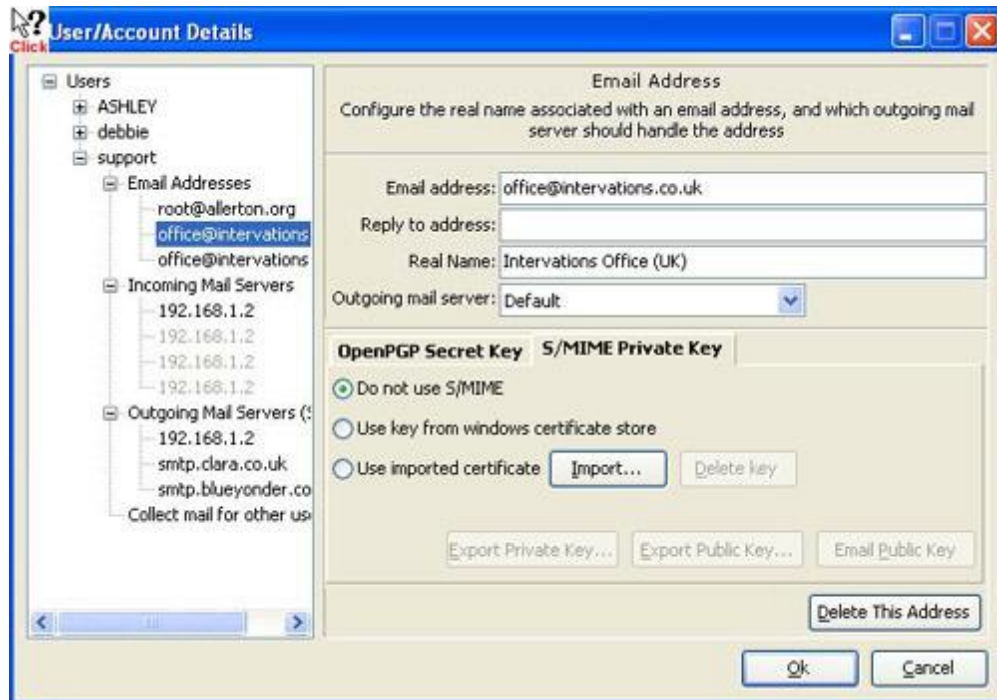 Click
User/Account Details
Users
ASHLEY
debbie
support
Email Addresses
root@allerton.org
office@intervations
office@intervations
Incoming Mail Servers
192.168.1.2
192.168.1.2
192.168.1.2
192.168.1.2
Outgoing Mail Servers (S
192.168.1.2
smtp.clara.co.uk
smtp.blueyonder.co
Collect mail for other us
Email Address
Configure the real name associated with an email address, and which outgoing mail
server should handle the address
Email address: office@intervations.co.uk
Reply to address:
Real Name: Intervations Office (UK)
Outgoing mail server: Default
OpenPGP Secret Key S/MIME Private Key
Do not use S/MIME
Use key from windows certificate store
Use imported certificate Import... Delete key
Export Private Key... Export Public Key... Email Public Key
Delete This Address
Ok Cancel